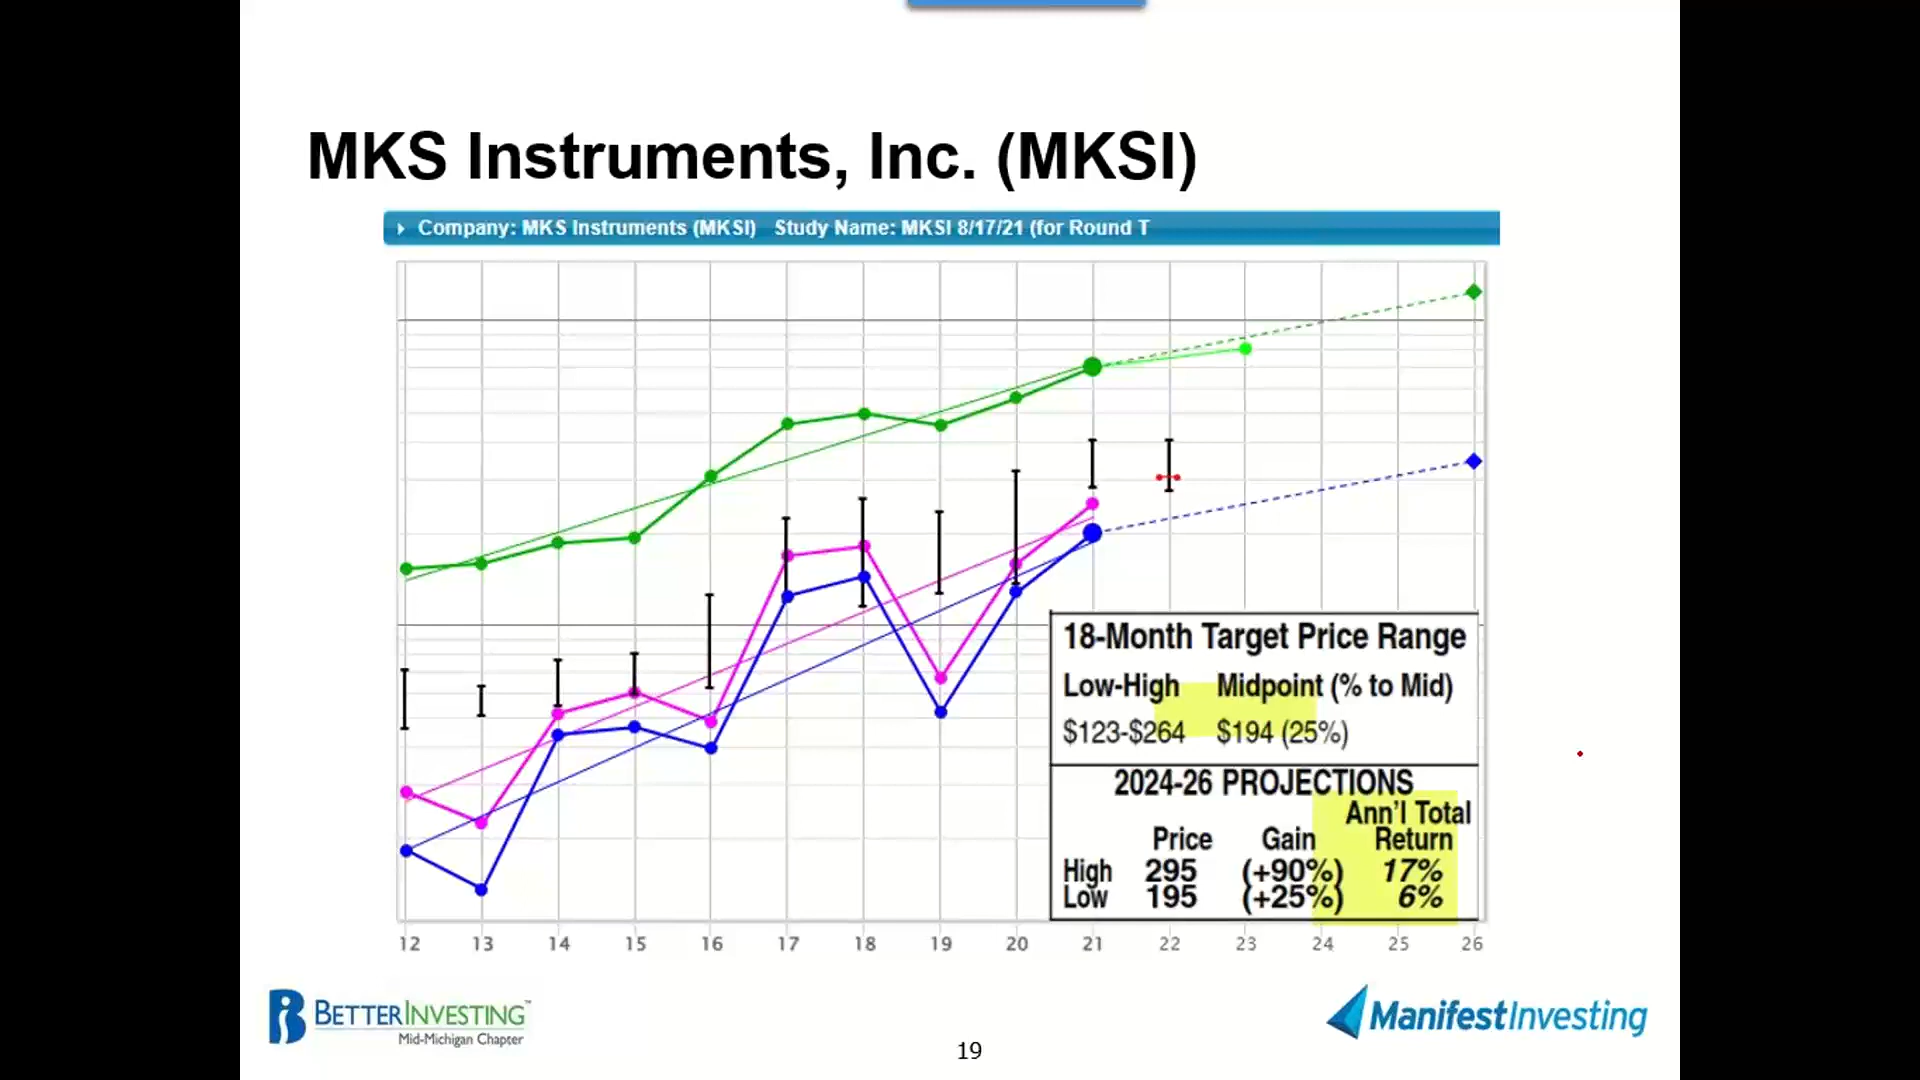 MKS Instruments, Inc. (MKSI)
Company: MKS Instruments (MKSI) Study Name: MKSI 8/17/21 (for Round T
18-Month Target Price Range
Low-High Midpoint (% to Mid)
$123-$264 $194 (25%)
2024-26 PROJECTIONS
Ann'l Total
Price Gain Return
High 295 (+90%) 17%
Low 195 (+25%) 6%
12 13 14 15 16 17 18 19 20 21 22 23 24 25 26
BETTERINVESTING™
Mid-Michigan Chapter
ManifestInvesting
19